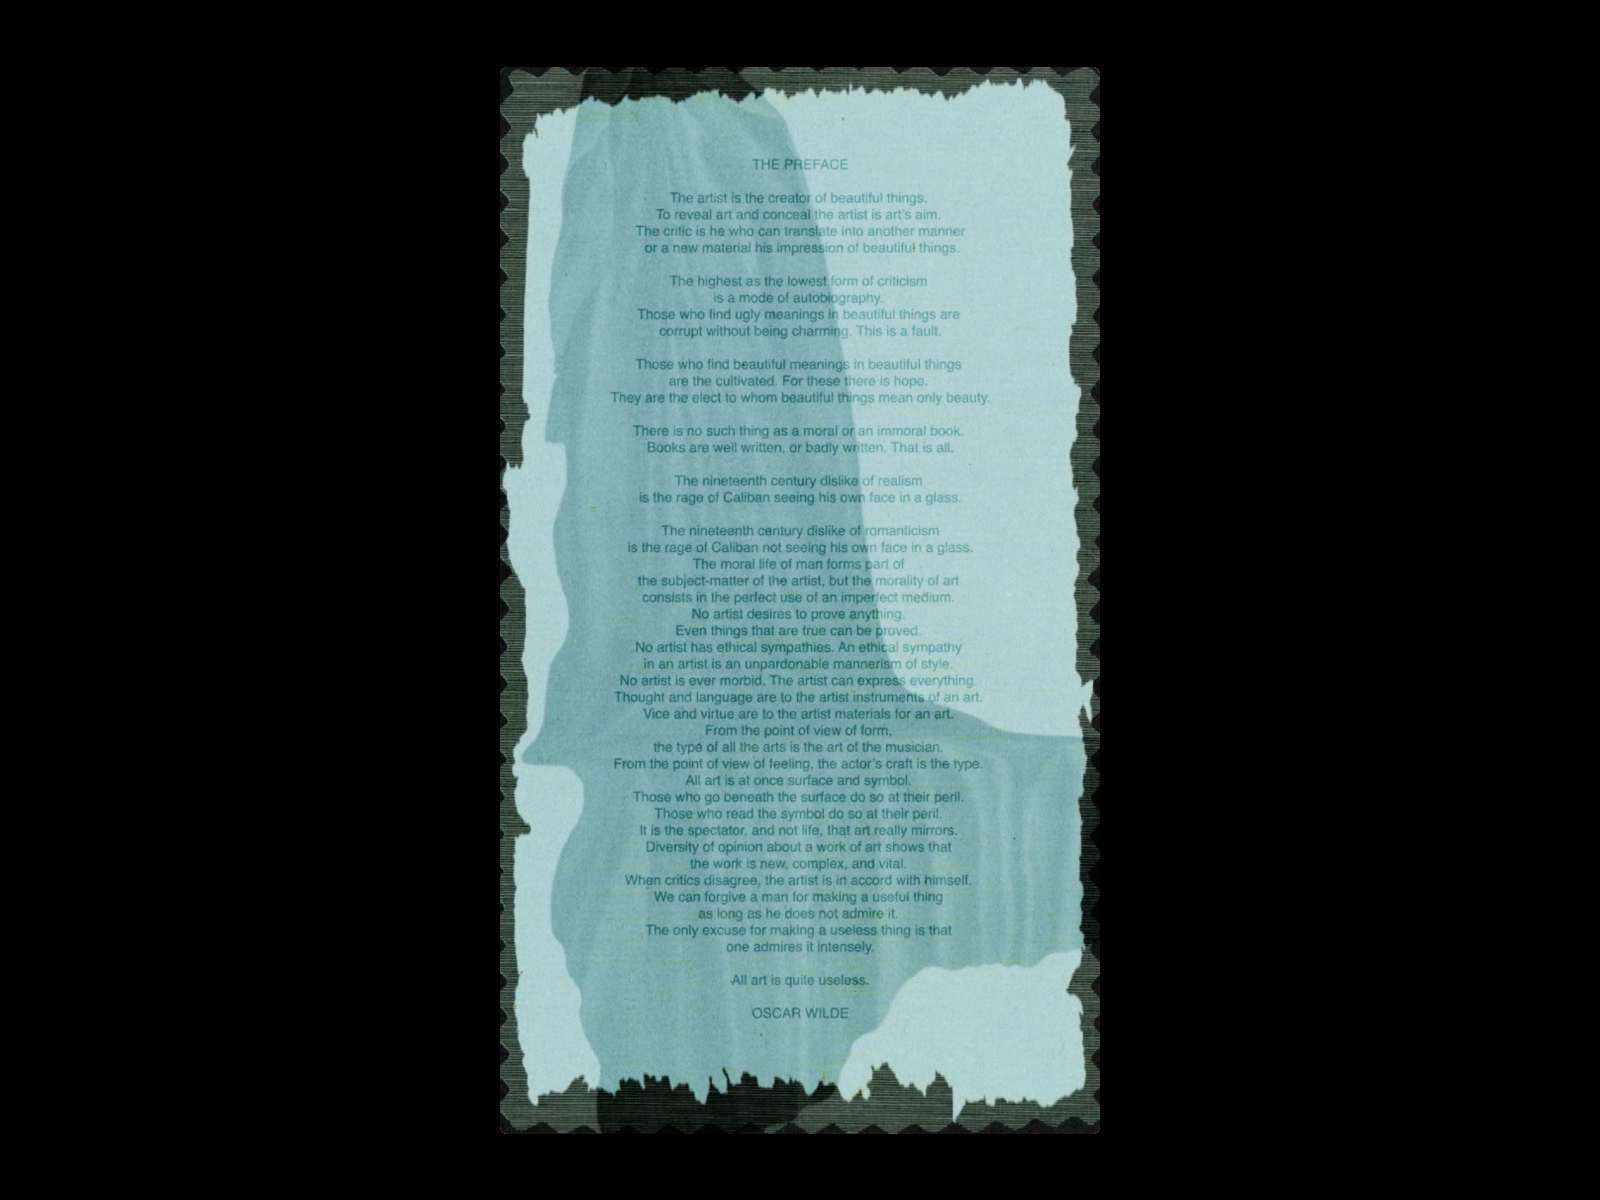 THE PREFACE
The artist is the creator of beautiful things.
To reveal art and conceal the artist is art's aim.
The critic is he who can translate into another manner
or a new material his impression of beautiful things.
The highest as the lowest form of criticism
is a mode of autobiography.
Those who find ugly meanings in beautiful things are
corrupt without being charming. This is a fault.
Those who find beautiful meanings in beautiful things
are the cultivated. For these there is hope.
They are the elect to whom beautiful things mean only beauty.
There is no such thing as a moral or an immoral book.
Books are well written, or badly written. That is all.
The nineteenth century dislike of realism
is the rage of Caliban seeing his own face in a glass.
The nineteenth century dislike of romanticism
is the rage of Caliban not seeing his own face in a glass.
The moral life of man forms part of
the subject-matter of the artist, but the morality of art
consists in the perfect use of an imperfect medium.
No artist desires to prove anything.
Even things that are true can be proved.
No artist has ethical sympathies. An ethical sympathy
in an artist is an unpardonable mannerism of style.
No artist is ever morbid. The artist can express everything.
Thought and language are to the artist instruments of an art.
Vice and virtue are to the artist materials for an art.
From the point of view of form,
the type of all the arts is the art of the musician.
From the point of view of feeling, the actor's craft is the type.
All art is at once surface and symbol.
Those who go beneath the surface do so at their peril.
Those who read the symbol do so at their peril.
It is the spectator, and not life, that art really mirrors.
Diversity of opinion about a work of art shows that
the work is new, complex, and vital.
When critics disagree, the artist is in accord with himself.
We can forgive a man for making a useful thing
as long as he does not admire it.
The only excuse for making a useless thing is that
one admires it intensely.
All art is quite useless.
OSCAR WILDE